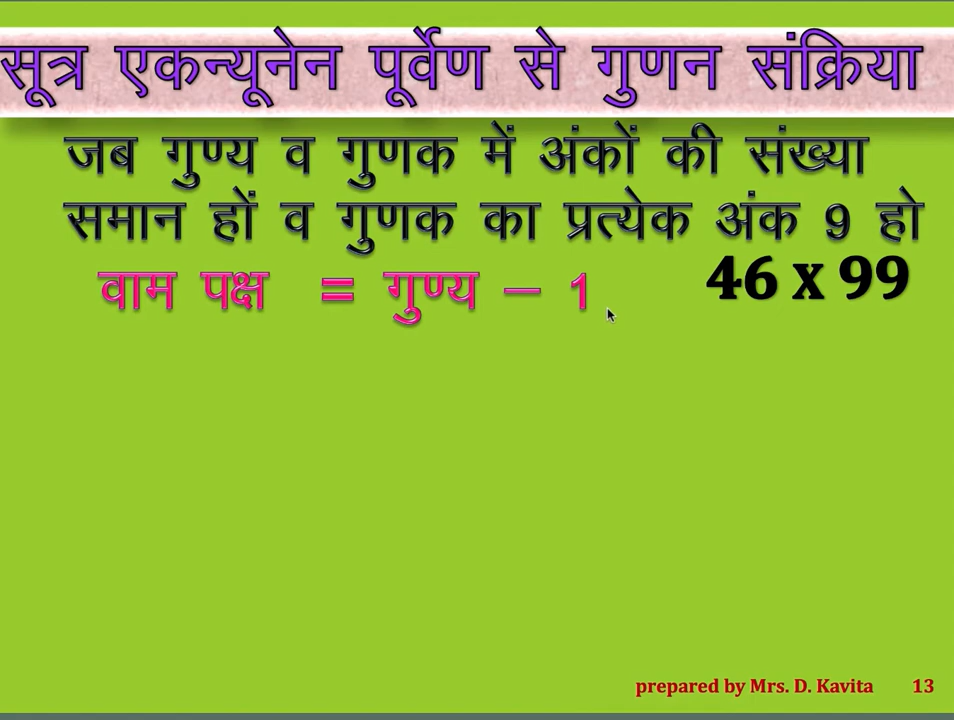 सूत्र एकन्यूनेन पूर्वेण से गुणन संक्रिया
जब गुण्य व गुणक में अंकों की संख्या
समान हों व गुणक का प्रत्येक अंक 9 हो
वाम पक्ष = गुण्य – 1
46 x 99
prepared by Mrs. D. Kavita 13